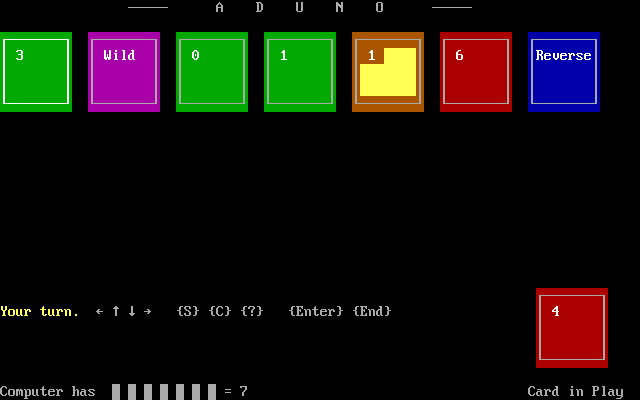 A D U N O
3 Wild 0 1 1 6 Reverse
Your turn. ← ↑ ↓ → {S} {C} {?} {Enter} {End}
4
Computer has = 7 Card in Play